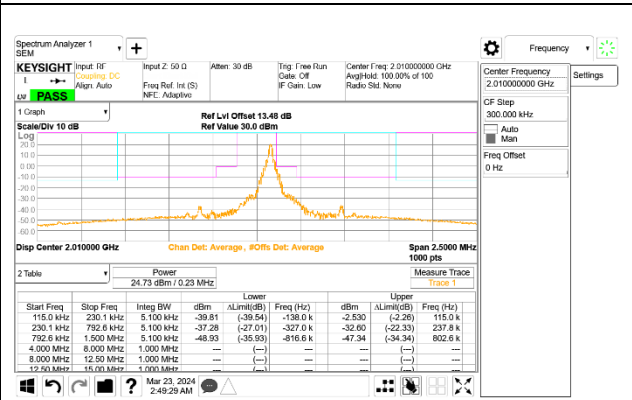 Spectrum Analyzer 1
SEM
+
Frequency
KEYSIGHT Input: RF
Coupling: DC
Align: Auto
Input Z: 50 Ω
Freq Ref: Int (S)
NFE: Adaptive
Atten: 30 dB
Trig: Free Run
Gate: Off
IF Gain: Low
Center Freq: 2.010000000 GHz
Avg|Hold: 100.00% of 100
Radio Std: None
PASS
Center Frequency
2.010000000 GHz
Settings
CF Step
300.000 kHz
Auto
Man
Freq Offset
0 Hz
1 Graph
Scale/Div 10 dB
Ref Lvl Offset 13.48 dB
Ref Value 30.0 dBm
Log
20.0
10.0
0.00
-10.0
-20.0
-30.0
-40.0
-50.0
-60.0
Disp Center 2.010000 GHz
Chan Det: Average, #Offs Det: Average
Span 2.5000 MHz
1000 pts
2 Table
Power
24.73 dBm / 0.23 MHz
Measure Trace
Trace 1
Lower Upper
Start Freq Stop Freq Integ BW dBm ΔLimit(dB) Freq (Hz) dBm ΔLimit(dB) Freq (Hz)
115.0 kHz 230.1 kHz 5.100 kHz -39.81 (-39.54) -138.0 k -2.530 (-2.26) 115.0 k
230.1 kHz 792.6 kHz 5.100 kHz -37.28 (-27.01) -327.0 k -32.60 (-22.33) 237.8 k
792.6 kHz 1.500 MHz 5.100 kHz -48.93 (-35.93) -816.6 k -47.34 (-34.34) 802.6 k
4.000 MHz 8.000 MHz 1.000 MHz --- (---) --- --- (---) ---
8.000 MHz 12.50 MHz 1.000 MHz --- (---) --- --- (---) ---
12.50 MHz 15.00 MHz 1.000 MHz --- (---) --- --- (---) ---
?
Mar 23, 2024
2:49:29 AM